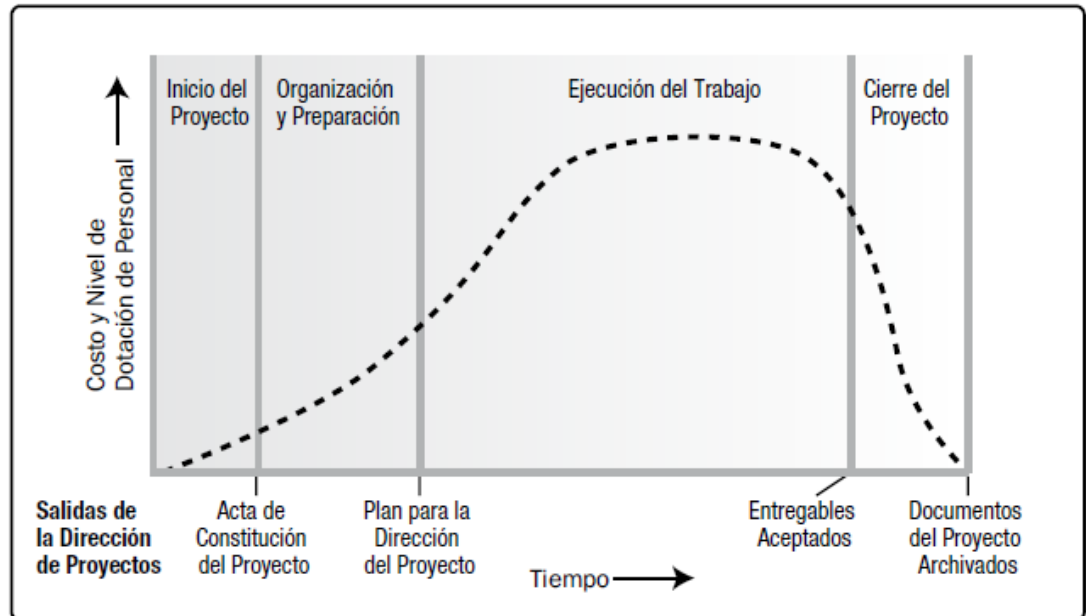 Inicio del
Proyecto
Organización
y Preparación
Ejecución del Trabajo
Cierre del
Proyecto
Costo y Nivel de
Dotación de Personal
Salidas de
la Dirección
de Proyectos
Acta de
Constitución
del Proyecto
Plan para la
Dirección
del Proyecto
Entregables
Aceptados
Documentos
del Proyecto
Archivados
Tiempo